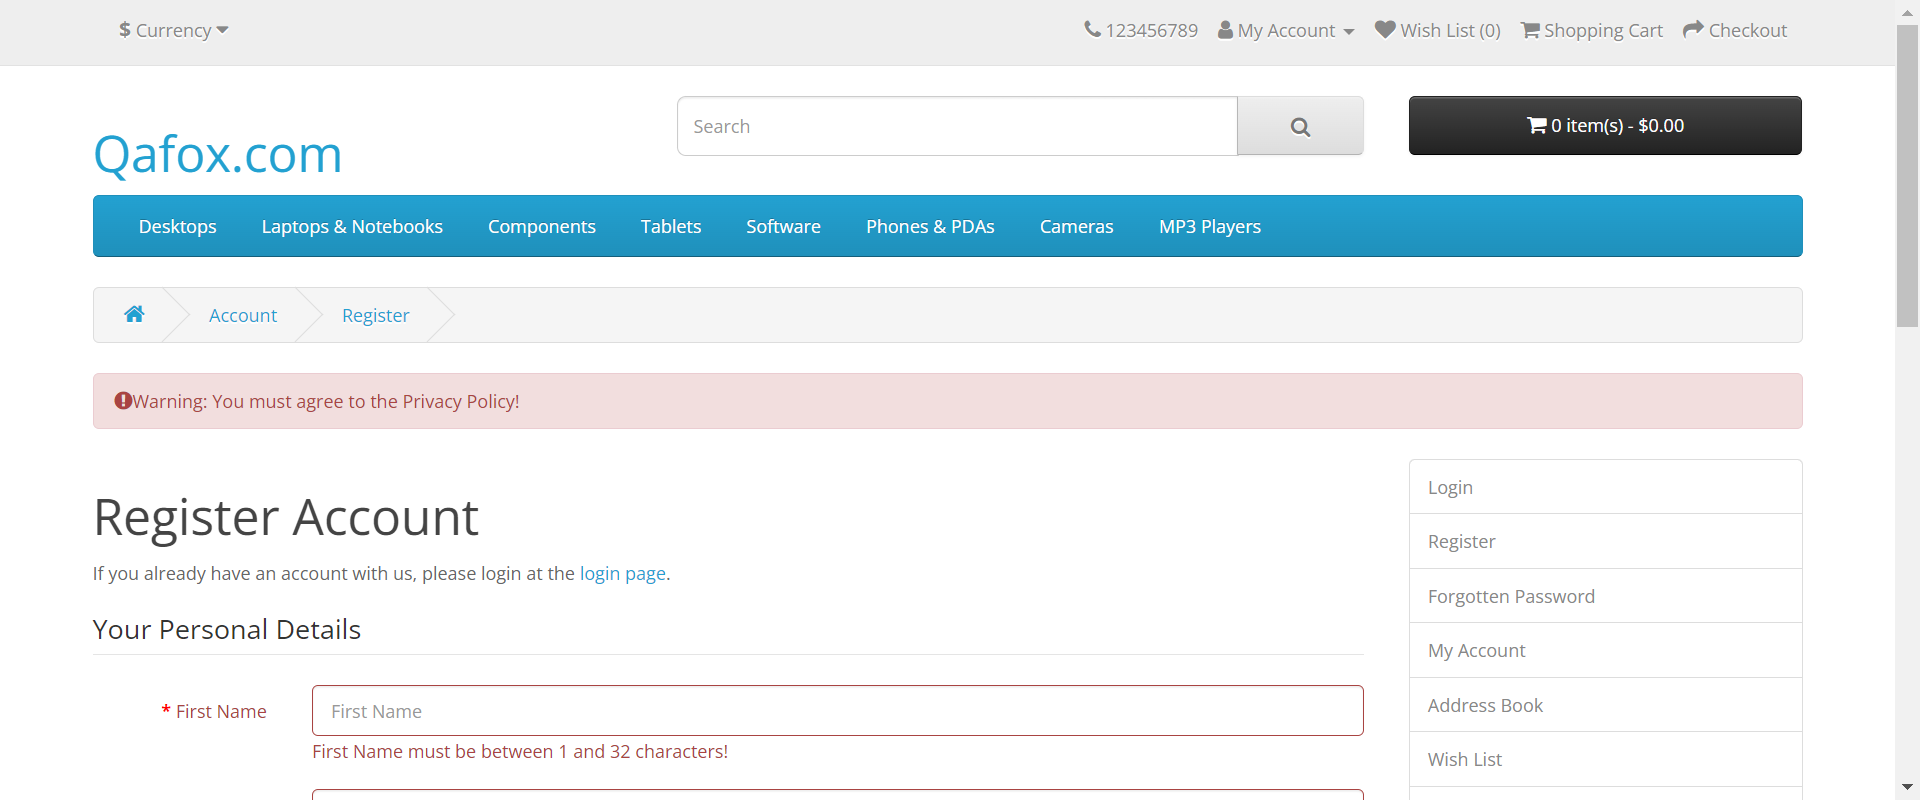 $ Currency
123456789 My Account Wish List (0) Shopping Cart Checkout
Qafox.com
Search
0 item(s) - $0.00
Desktops Laptops & Notebooks Components Tablets Software Phones & PDAs Cameras MP3 Players
Account Register
Warning: You must agree to the Privacy Policy!
Register Account
If you already have an account with us, please login at the login page.
Your Personal Details
* First Name
First Name
First Name must be between 1 and 32 characters!
Login
Register
Forgotten Password
My Account
Address Book
Wish List